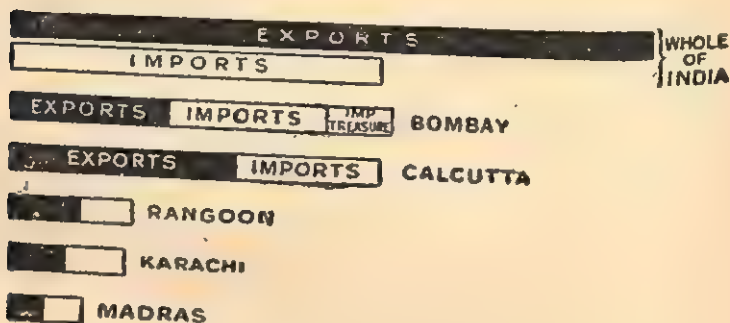 EXPORTS
IMPORTS
WHOLE
OF
INDIA
EXPORTS IMPORTS IMP TREASURE BOMBAY
EXPORTS IMPORTS CALCUTTA
RANGOON
KARACHI
MADRAS